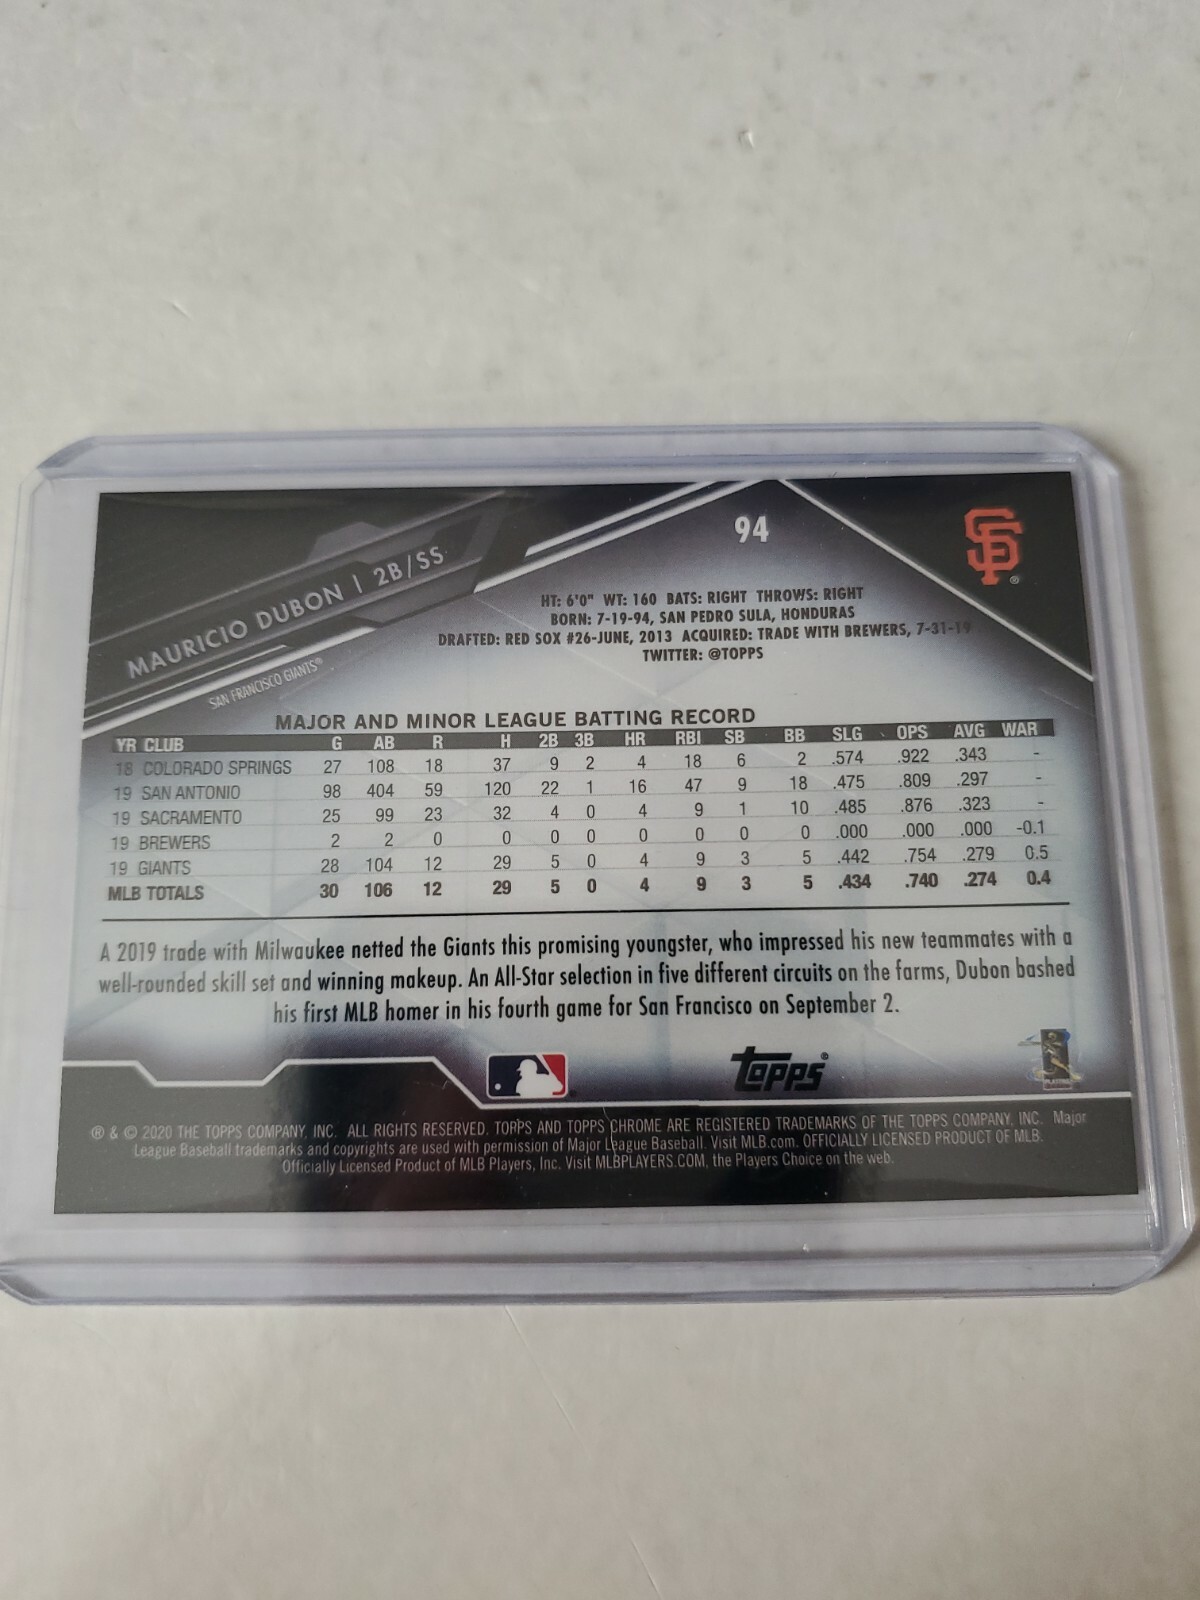 94
SF®
MAURICIO DUBON | 2B/SS
SAN FRANCISCO GIANTS®
HT: 6'0" WT: 160 BATS: RIGHT THROWS: RIGHT
BORN: 7-19-94, SAN PEDRO SULA, HONDURAS
DRAFTED: RED SOX #26-JUNE, 2013 ACQUIRED: TRADE WITH BREWERS, 7-31-19
TWITTER: @TOPPS
MAJOR AND MINOR LEAGUE BATTING RECORD
YR CLUB G AB R H 2B 3B HR RBI SB BB SLG OPS AVG WAR
18 COLORADO SPRINGS 27 108 18 37 9 2 4 18 6 2 .574 .922 .343 -
19 SAN ANTONIO 98 404 59 120 22 1 16 47 9 18 .475 .809 .297 -
19 SACRAMENTO 25 99 23 32 4 0 4 9 1 10 .485 .876 .323 -
19 BREWERS 2 2 0 0 0 0 0 0 0 0 .000 .000 .000 -0.1
19 GIANTS 28 104 12 29 5 0 4 9 3 5 .442 .754 .279 0.5
MLB TOTALS 30 106 12 29 5 0 4 9 3 5 .434 .740 .274 0.4
A 2019 trade with Milwaukee netted the Giants this promising youngster, who impressed his new teammates with a
well-rounded skill set and winning makeup. An All-Star selection in five different circuits on the farms, Dubon bashed
his first MLB homer in his fourth game for San Francisco on September 2.
topps®
® & © 2020 THE TOPPS COMPANY, INC. ALL RIGHTS RESERVED. TOPPS AND TOPPS CHROME ARE REGISTERED TRADEMARKS OF THE TOPPS COMPANY, INC. Major
League Baseball trademarks and copyrights are used with permission of Major League Baseball. Visit MLB.com. OFFICIALLY LICENSED PRODUCT OF MLB.
Officially Licensed Product of MLB Players, Inc. Visit MLBPLAYERS.COM, the Players Choice on the web.